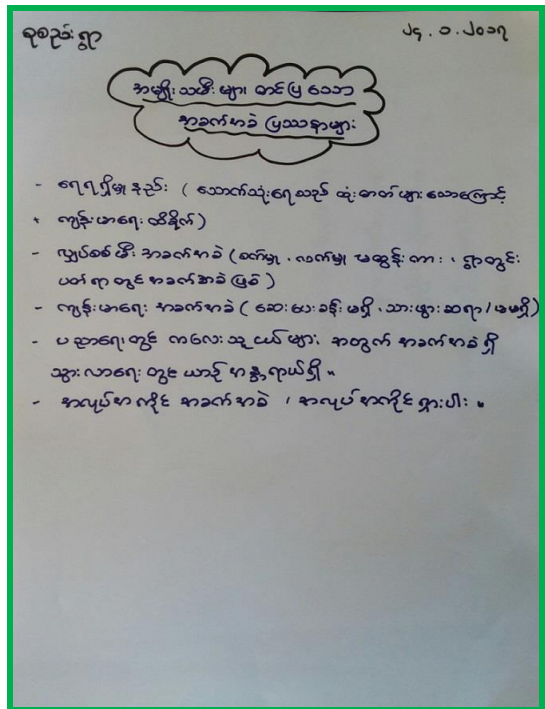 စုစည်းရွာ
၂၄.၁.၂၀၁၇
အမျိုးသမီးများ တင်ပြသော
အခက်အခဲ ပြဿနာများ
- ရေရရှိမှုနည်း (သောက်သုံးရေသည် ထုံးဓာတ်များသောကြောင့်
+ ကျန်းမာရေး ထိခိုက်)
- လျှပ်စစ်မီး အခက်အခဲ (စက်မှု၊ လက်မှု မထွန်းကား၊ ရွာတွင်း
ပတ်ရာတွင် အခက်အခဲဖြစ်)
- ကျန်းမာရေး အခက်အခဲ (ဆေးပေးခန်းမရှိ၊ သားဖွားဆရာ/မ မရှိ)
- ပညာရေးတွင် ကလေးသူငယ်များ အတွက် အခက်အခဲရှိ
သွားလာရေးတွင် ယာဉ်အန္တရာယ်ရှိ။
- အလုပ်အကိုင် အခက်အခဲ၊ အလုပ်အကိုင်ရှားပါး။